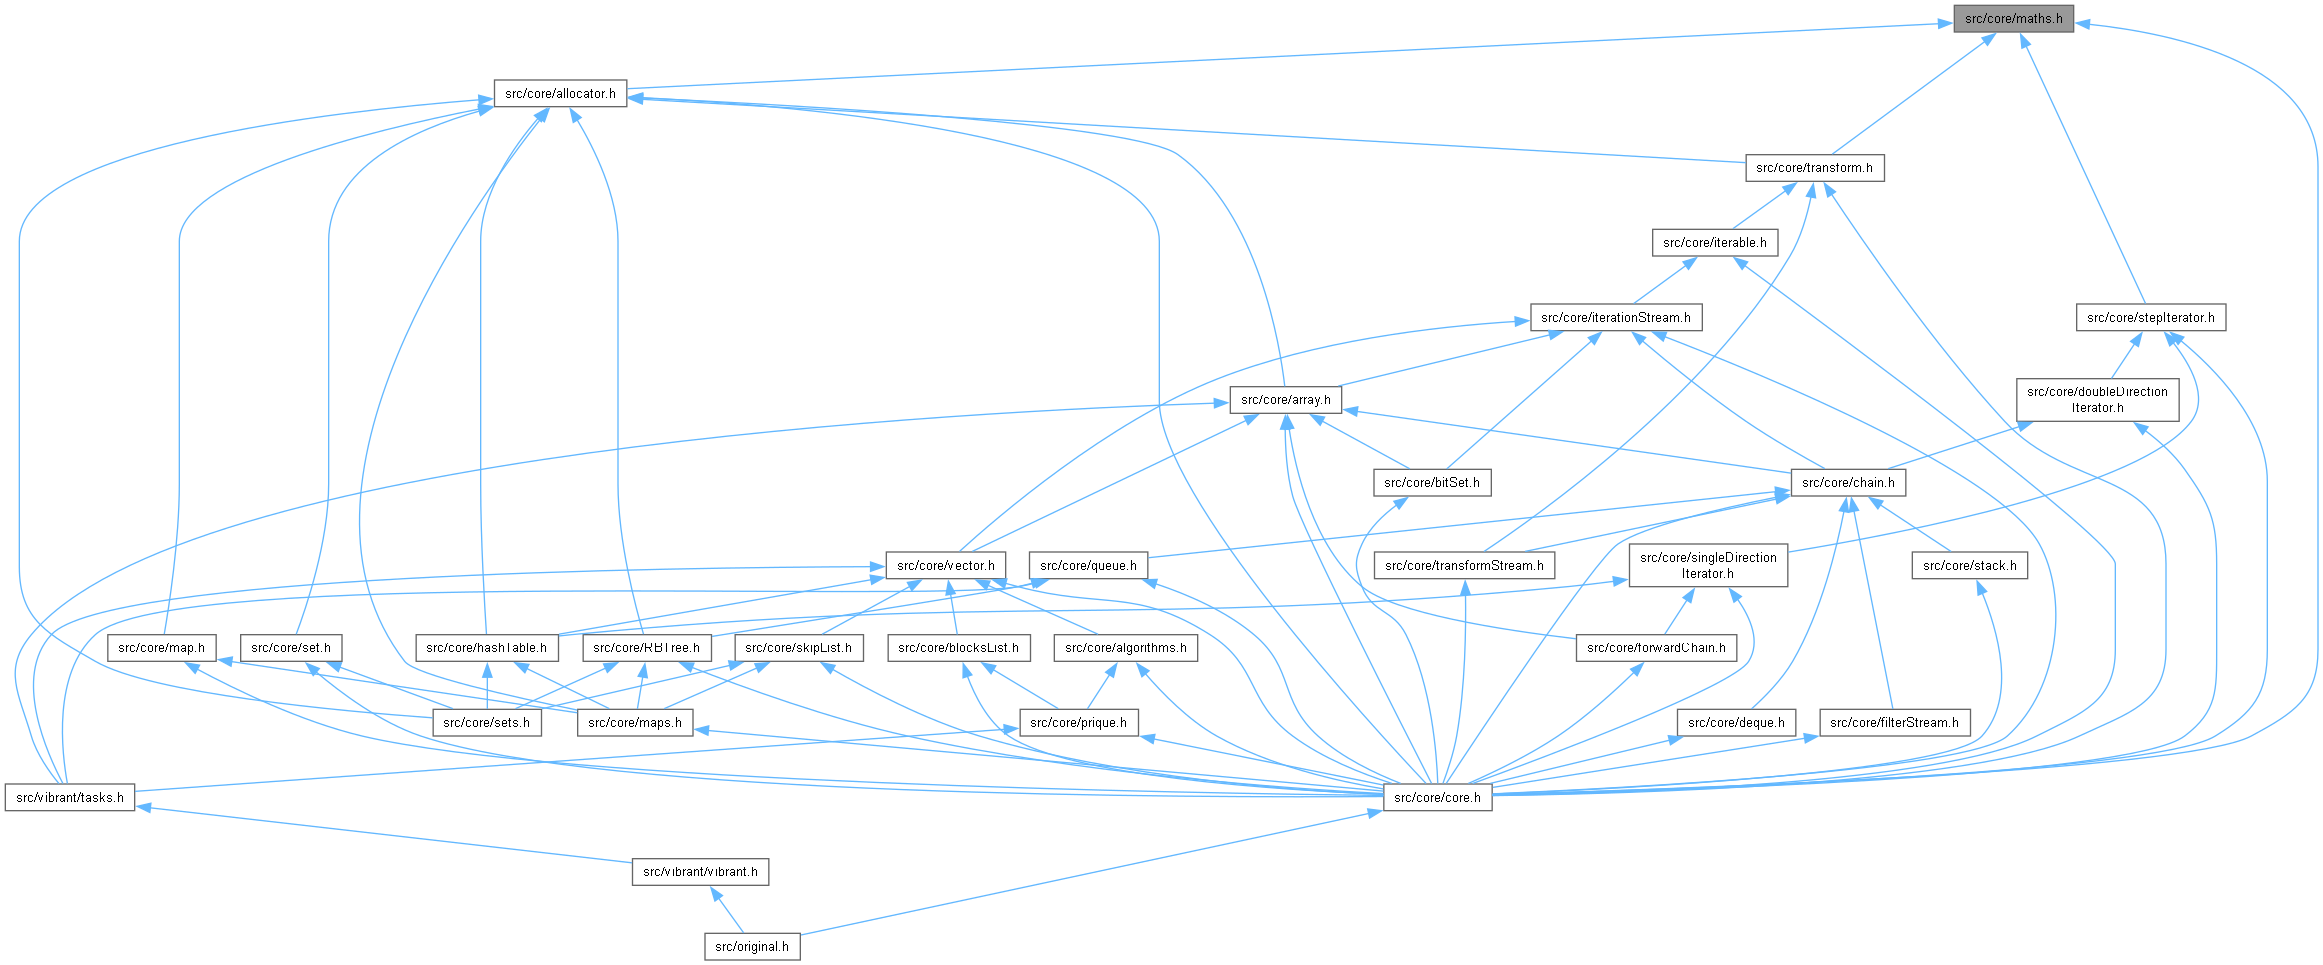 src/core/maths.h
src/core/allocator.h
src/core/transform.h
src/core/iterable.h
src/core/iterationStream.h
src/core/stepIterator.h
src/core/array.h
src/core/doubleDirection
Iterator.h
src/core/bitSet.h
src/core/chain.h
src/core/vector.h
src/core/queue.h
src/core/transformStream.h
src/core/singleDirection
Iterator.h
src/core/stack.h
src/core/map.h
src/core/set.h
src/core/hashTable.h
src/core/RBTree.h
src/core/skipList.h
src/core/blocksList.h
src/core/algorithms.h
src/core/forwardChain.h
src/core/sets.h
src/core/maps.h
src/core/prique.h
src/core/deque.h
src/core/filterStream.h
src/vibrant/tasks.h
src/core/core.h
src/vibrant/vibrant.h
src/original.h